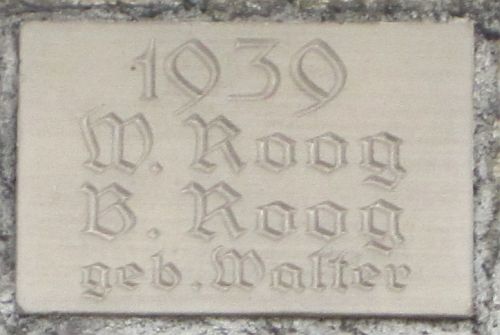 1939
W. Roog
B. Roog
geb. Walter